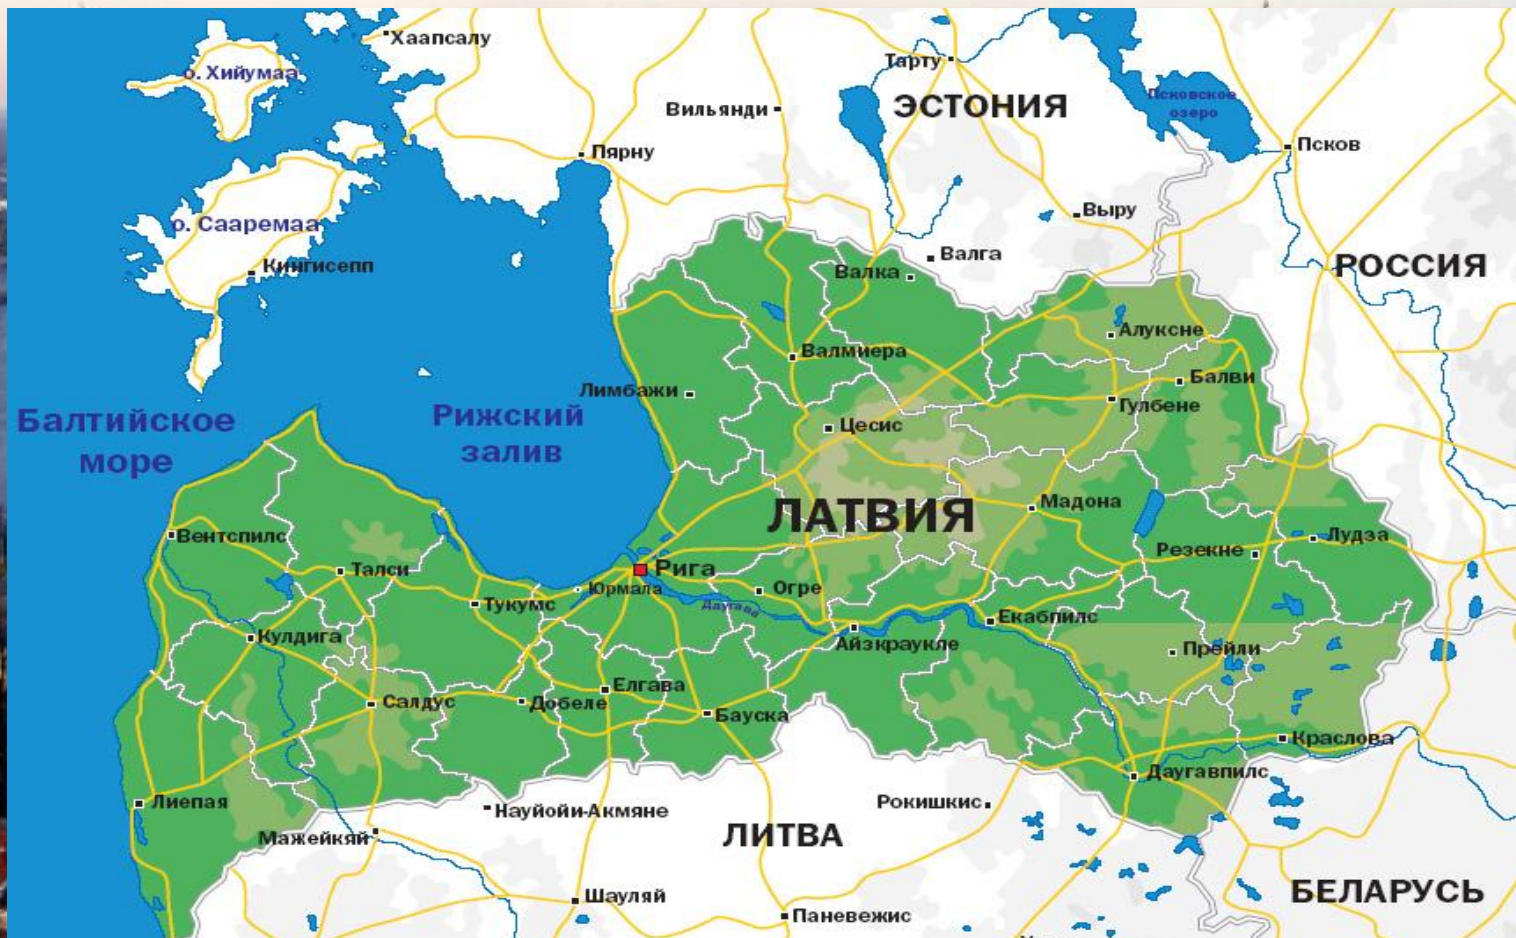 Хаапсалу
о. Хийумаа
Тарту
Вильянди
ЭСТОНИЯ
Псковское
озеро
Пярну
Псков
о. Сааремаа
Выру
Кингисепп
Валга
Валка
РОССИЯ
Алуксне
Валмиера
Балви
Лимбажи
Гулбене
Балтийское
море
Рижский
залив
Цесис
ЛАТВИЯ
Мадона
Вентспилс
Резекне
Лудза
Талси
Рига
Юрмала
Огре
Тукумс
Даугава
Екабпилс
Кулдига
Айзкраукле
Прейли
Елгава
Салдус
Добеле
Бауска
Краслова
Даугавпилс
Лиепая
Науйойи-Акмяне
Рокишкис
Мажейкяй
ЛИТВА
Шауляй
БЕЛАРУСЬ
Паневежис